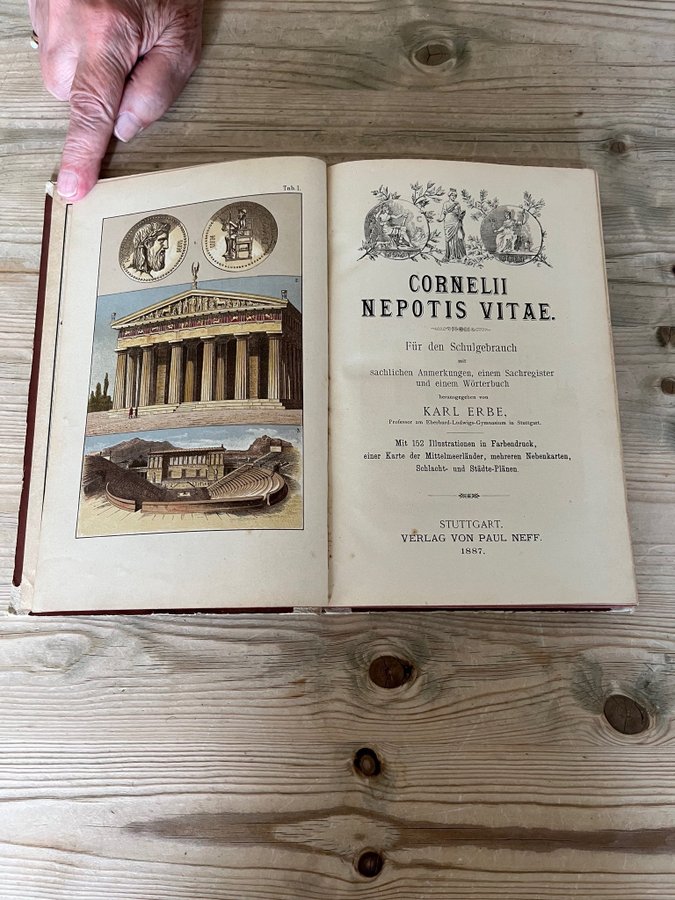 Tab. 1.
CORNELII
NEPOTIS VITAE.
Für den Schulgebrauch
mit
sachlichen Anmerkungen, einem Sachregister
und einem Wörterbuch
herausgegeben von
KARL ERBE,
Professor am Eberhard-Ludwigs-Gymnasium in Stuttgart.
Mit 152 Illustrationen in Farbendruck,
einer Karte der Mittelmeerländer, mehreren Nebenkarten,
Schlacht- und Städte-Plänen.
STUTTGART.
VERLAG VON PAUL NEFF.
1887.